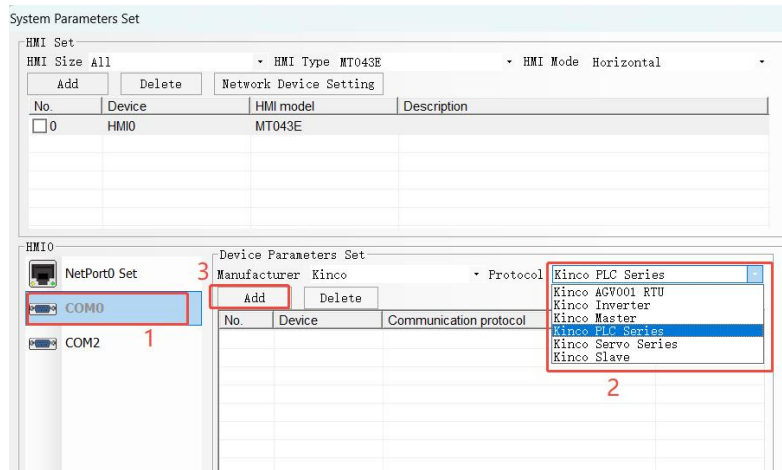 System Parameters Set
HMI Set
HMI Size All HMI Type MT043E HMI Mode Horizontal
Add Delete Network Device Setting
No. Device HMI model Description
0 HMI0 MT043E
HMI0
Device Parameters Set
NetPort0 Set 3 Manufacturer Kinco Protocol Kinco PLC Series
Add Delete Kinco AGV001 RTU
COM0 Kinco Inverter
No. Device Communication protocol Kinco Master
Kinco PLC Series
COM2 1 Kinco Servo Series
Kinco Slave
2